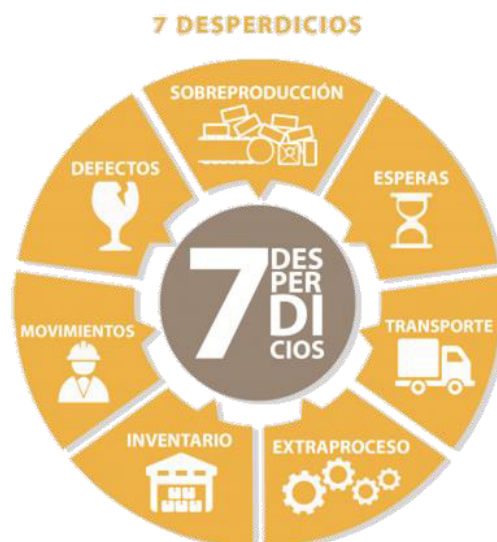 7 DESPERDICIOS
SOBREPRODUCCIÓN
ESPERAS
TRANSPORTE
EXTRAPROCESO
INVENTARIO
MOVIMIENTOS
DEFECTOS
7
DES
PER
DI
CIOS